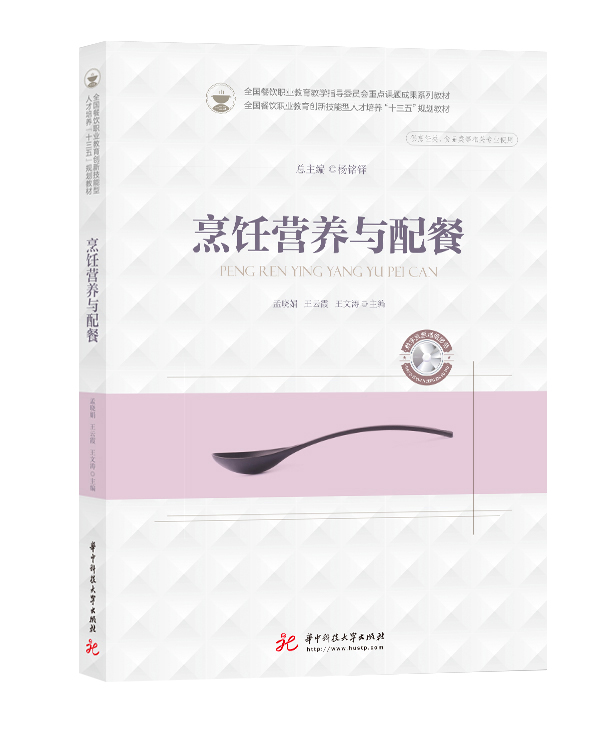 全国餐饮职业教育教学指导委员会重点课题成果系列教材
全国餐饮职业教育创新技能型人才培养“十三五”规划教材
总主编 ◎ 杨铭铎
烹饪营养与配餐
PENG REN YING YANG YU PEI CAN
孟晓娟 王云霞 王文涛 ◎ 主编
华中科技大学出版社
http://www.hustp.com
全国餐饮职业教育创新技能型
人才培养“十三五”规划教材
烹饪营养与配餐
孟晓娟 王云霞 王文涛 ◎ 主编
华中科技大学出版社